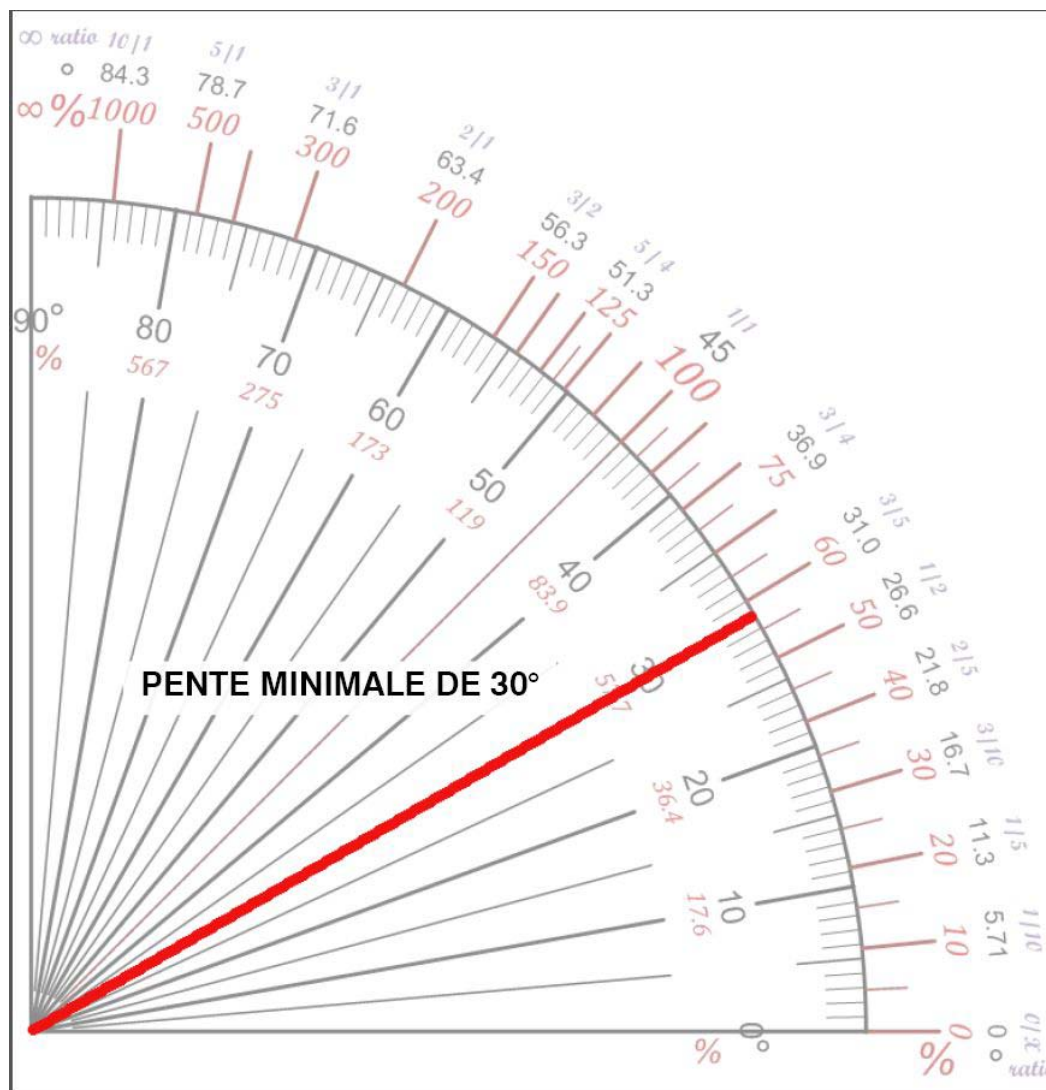 ∞ ratio 10/1 5/1 3/1 2/1 3/2 5/4 1/1 3/4 3/5 1/2 2/5 3/10 1/5 1/10 0/x ratio
° 84.3 78.7 71.6 63.4 56.3 51.3 45 36.9 31.0 26.6 21.8 16.7 11.3 5.71 0 °
∞ % 1000 500 300 200 150 125 100 75 60 50 40 30 20 10 0 %
90° 80 70 60 50 40 30 20 10 0°
% 567 275 173 119 83.9 36.4 17.6 %
PENTE MINIMALE DE 30°